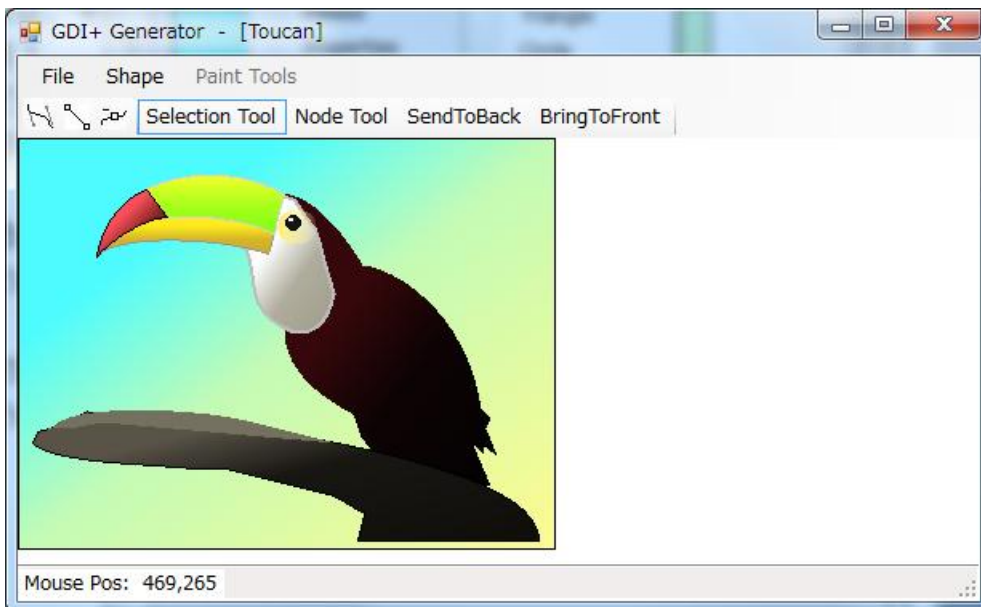 GDI+ Generator - [Toucan]
File Shape Paint Tools
Selection Tool Node Tool SendToBack BringToFront
Mouse Pos: 469,265